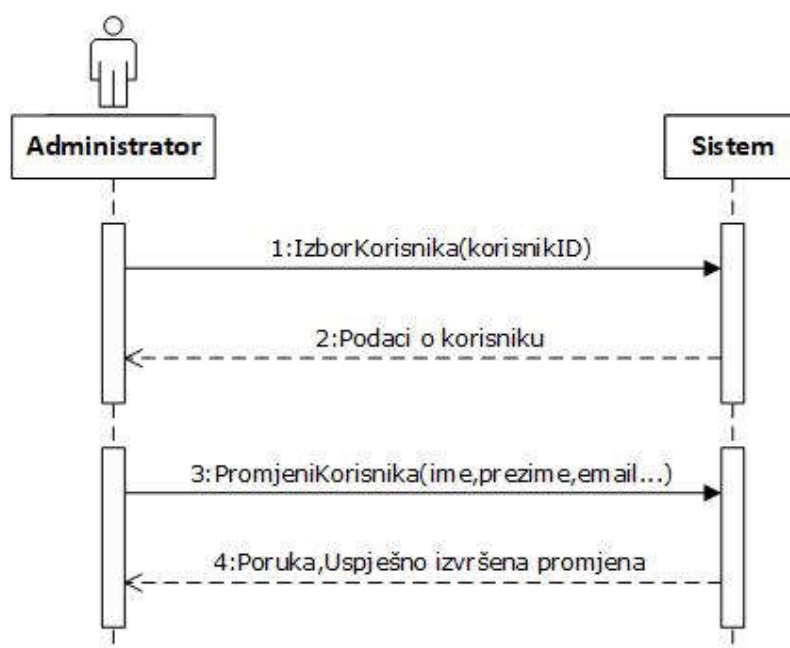 Administrator
Sistem
1:IzborKorisnika(korisnikID)
2:Podaci o korisniku
3:PromjeniKorisnika(ime,prezime,email...)
4:Poruka,Uspješno izvršena promjena